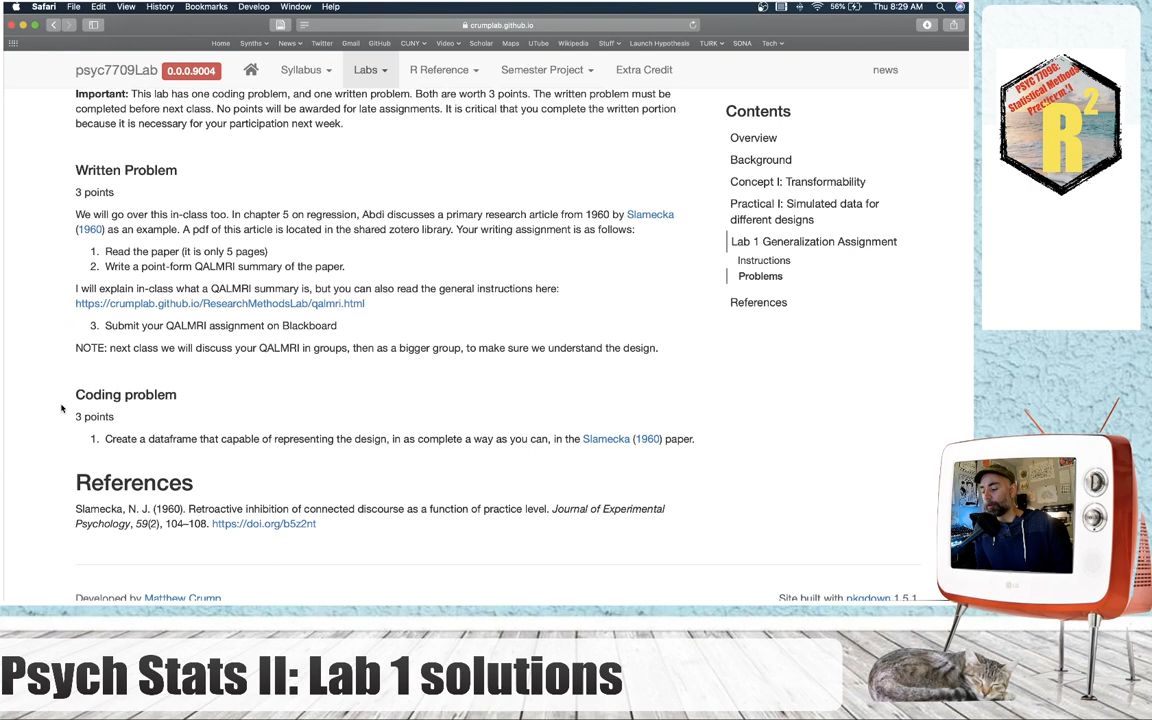 Safari File Edit View History Bookmarks Develop Window Help 56% Thu 8:29 AM
crumplab.github.io
Home Synths News Twitter Gmail GitHub CUNY Video Scholar Maps UTube Wikipedia Stuff Launch Hypothesis TURK SONA Tech
psyc7709Lab 0.0.0.9004 Syllabus Labs R Reference Semester Project Extra Credit news
Important: This lab has one coding problem, and one written problem. Both are worth 3 points. The written problem must be
completed before next class. No points will be awarded for late assignments. It is critical that you complete the written portion
because it is necessary for your participation next week.
Written Problem
3 points
We will go over this in-class too. In chapter 5 on regression, Abdi discusses a primary research article from 1960 by Slamecka
(1960) as an example. A pdf of this article is located in the shared zotero library. Your writing assignment is as follows:
1. Read the paper (it is only 5 pages)
2. Write a point-form QALMRI summary of the paper.
I will explain in-class what a QALMRI summary is, but you can also read the general instructions here:
https://crumplab.github.io/ResearchMethodsLab/qalmri.html
3. Submit your QALMRI assignment on Blackboard
NOTE: next class we will discuss your QALMRI in groups, then as a bigger group, to make sure we understand the design.
Coding problem
3 points
1. Create a dataframe that capable of representing the design, in as complete a way as you can, in the Slamecka (1960) paper.
References
Slamecka, N. J. (1960). Retroactive inhibition of connected discourse as a function of practice level. Journal of Experimental
Psychology, 59(2), 104–108. https://doi.org/b5z2nt
Developed by Matthew Crump
Site built with pkgdown 1.5.1
Contents
Overview
Background
Concept I: Transformability
Practical I: Simulated data for
different designs
Lab 1 Generalization Assignment
Instructions
Problems
References
PSYC 7709G:
Statistical Methods
R2
LG
Psych Stats II: Lab 1 solutions